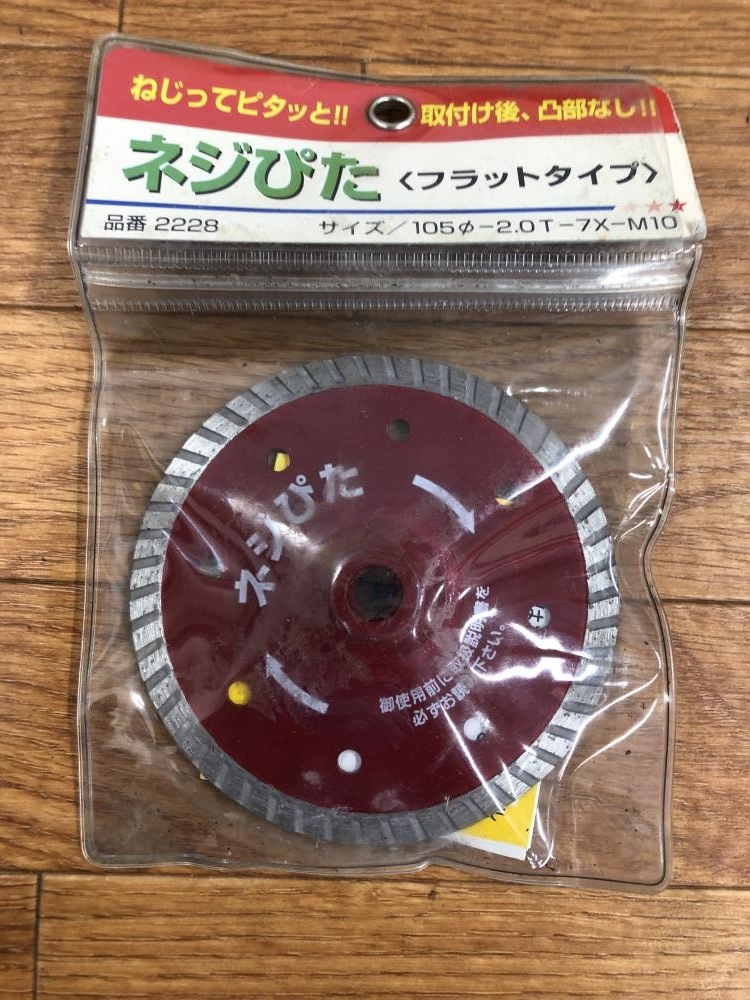 ねじってピタッと!! 取付け後、凸部なし!!
ネジぴた 〈フラットタイプ〉
品番 2228 サイズ/105φ−2.0T−7X−M10
ネジぴた
御使用前に取扱説明書を
必ずお読み下さい。